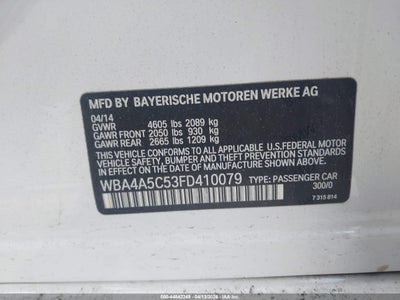 MFD BY BAYERISCHE MOTOREN WERKE AG
04/14
GVWR 4605 lbs 2089 kg
GAWR FRONT 2050 lbs 930 kg
GAWR REAR 2665 lbs 1209 kg
THIS VEHICLE CONFORMS TO ALL APPLICABLE
U.S.FEDERAL MOTOR
VEHICLE SAFETY, BUMPER, AND THEFT
PREVENTION STANDARDS IN EFFECT ON THE
DATE OF MANUFACTURE SHOWN ABOVE.
WBA4A5C53FD410079 TYPE: PASSENGER CAR
300/0
7 315 814